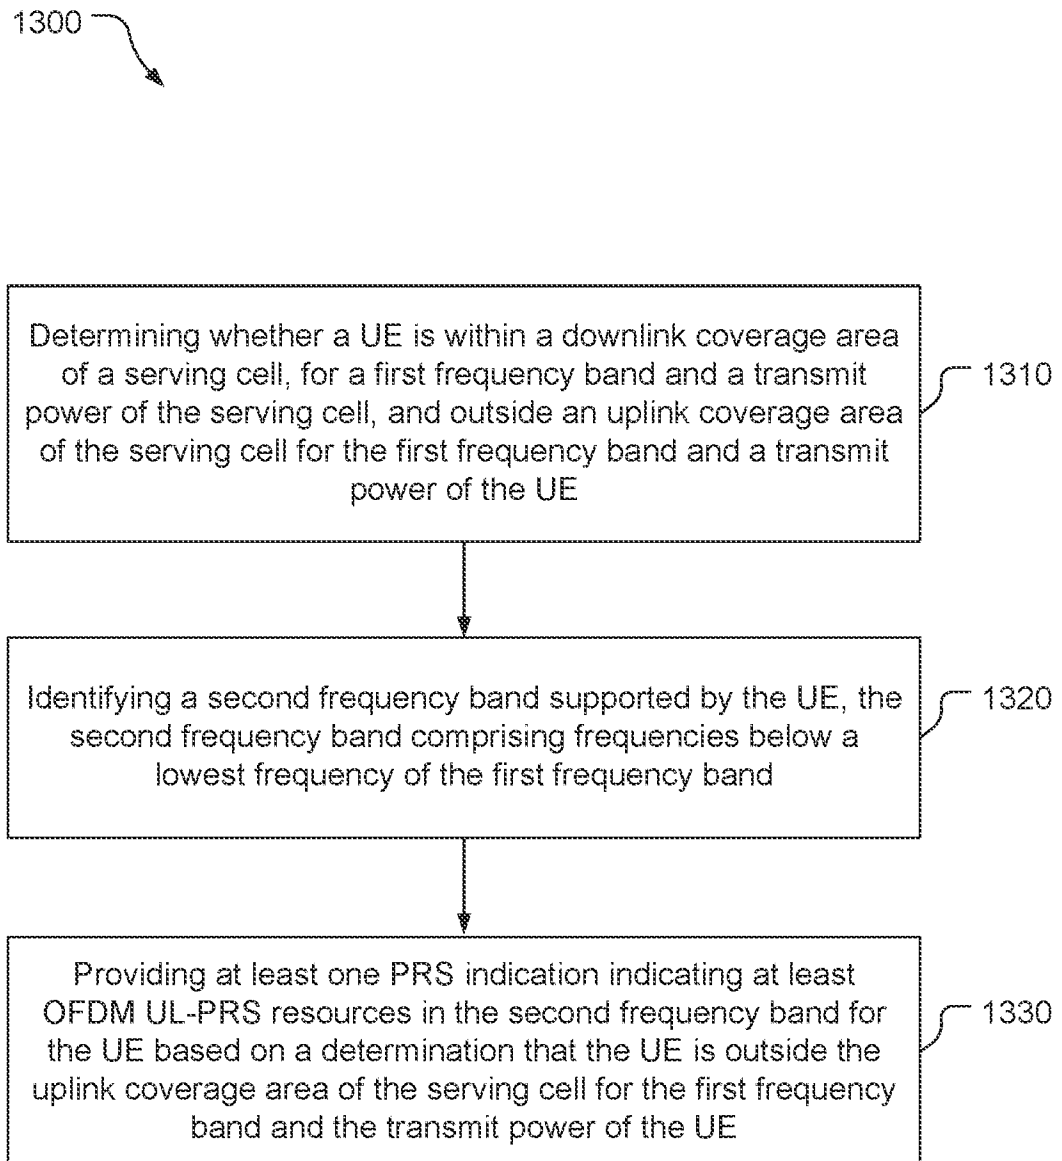 1300
Determining whether a UE is within a downlink coverage area
of a serving cell, for a first frequency band and a transmit
power of the serving cell, and outside an uplink coverage area
of the serving cell for the first frequency band and a transmit
power of the UE
1310
Identifying a second frequency band supported by the UE, the
second frequency band comprising frequencies below a
lowest frequency of the first frequency band
1320
Providing at least one PRS indication indicating at least
OFDM UL-PRS resources in the second frequency band for
the UE based on a determination that the UE is outside the
uplink coverage area of the serving cell for the first frequency
band and the transmit power of the UE
1330